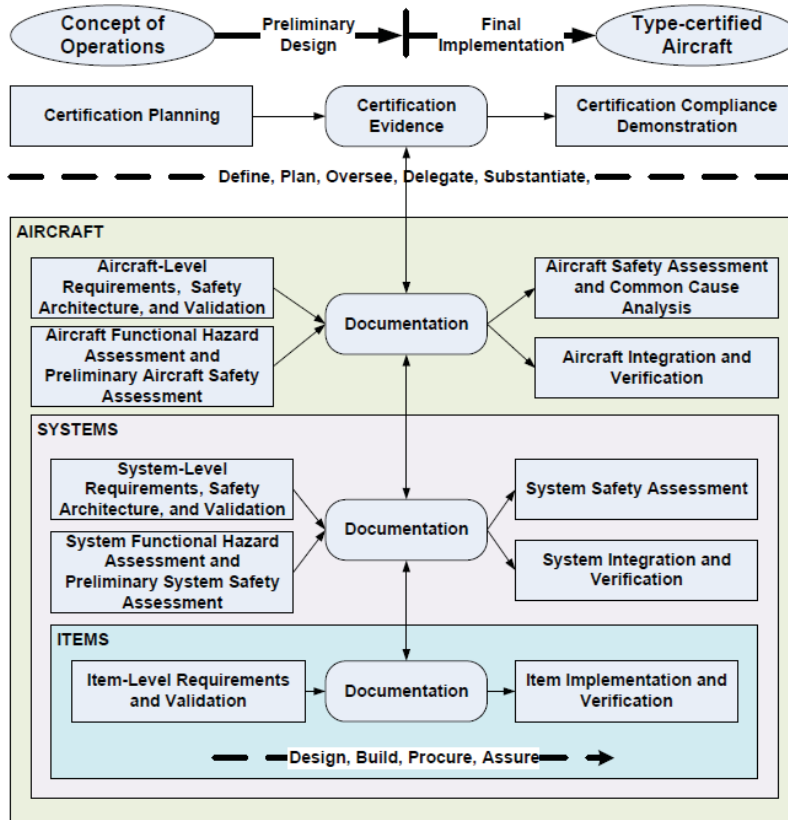 Concept of
Operations
Preliminary
Design
Final
Implementation
Type-certified
Aircraft
Certification Planning
Certification
Evidence
Certification Compliance
Demonstration
Define, Plan, Oversee, Delegate, Substantiate,
AIRCRAFT
Aircraft-Level
Requirements, Safety
Architecture, and Validation
Aircraft Functional Hazard
Assessment and
Preliminary Aircraft Safety
Assessment
Documentation
Aircraft Safety Assessment
and Common Cause
Analysis
Aircraft Integration and
Verification
SYSTEMS
System-Level
Requirements, Safety
Architecture, and Validation
System Functional Hazard
Assessment and
Preliminary System Safety
Assessment
Documentation
System Safety Assessment
System Integration and
Verification
ITEMS
Item-Level Requirements
and Validation
Documentation
Item Implementation and
Verification
Design, Build, Procure, Assure